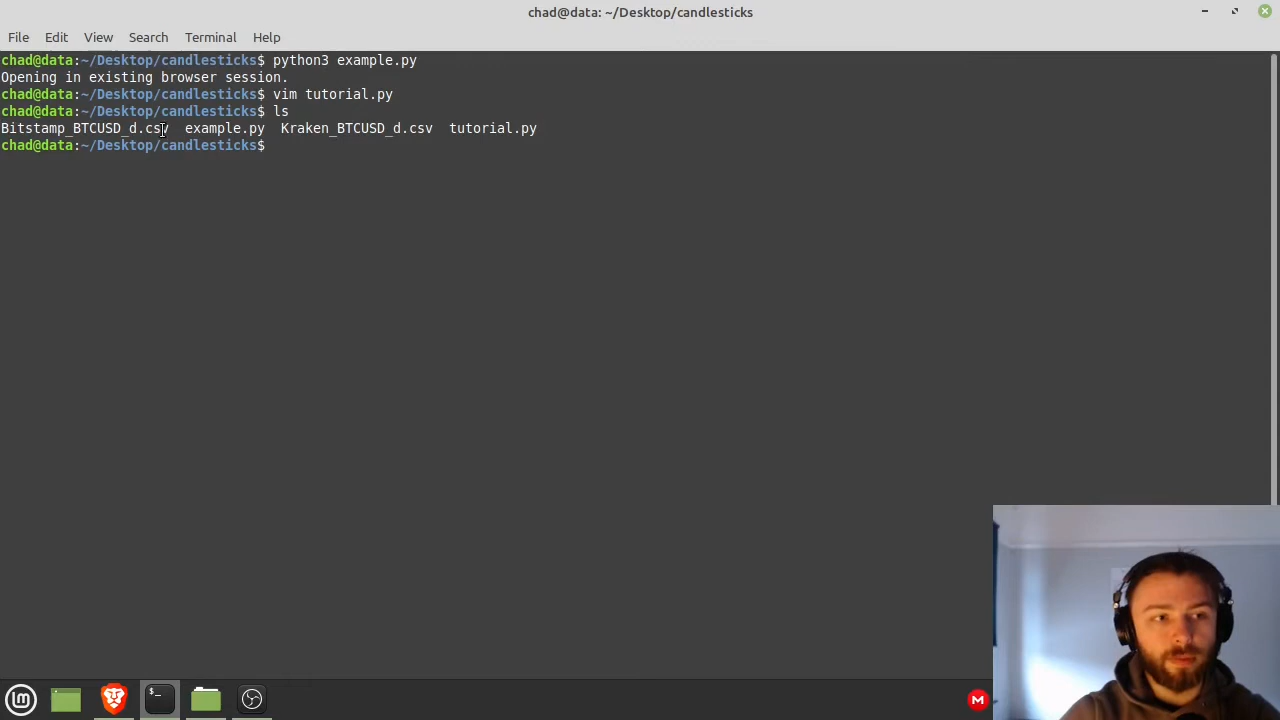 chad@data: ~/Desktop/candlesticks
File Edit View Search Terminal Help
chad@data:~/Desktop/candlesticks$ python3 example.py
Opening in existing browser session.
chad@data:~/Desktop/candlesticks$ vim tutorial.py
chad@data:~/Desktop/candlesticks$ ls
Bitstamp_BTCUSD_d.csv example.py Kraken_BTCUSD_d.csv tutorial.py
chad@data:~/Desktop/candlesticks$
$_
M